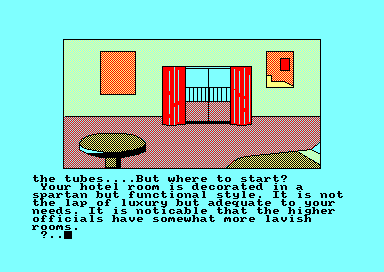 the tubes....But where to start?
Your hotel room is decorated in a
spartan but functional style. It is not
the lap of luxury but adequate to your
needs. It is noticable that the higher
officials have somewhat more lavish
rooms.
?..